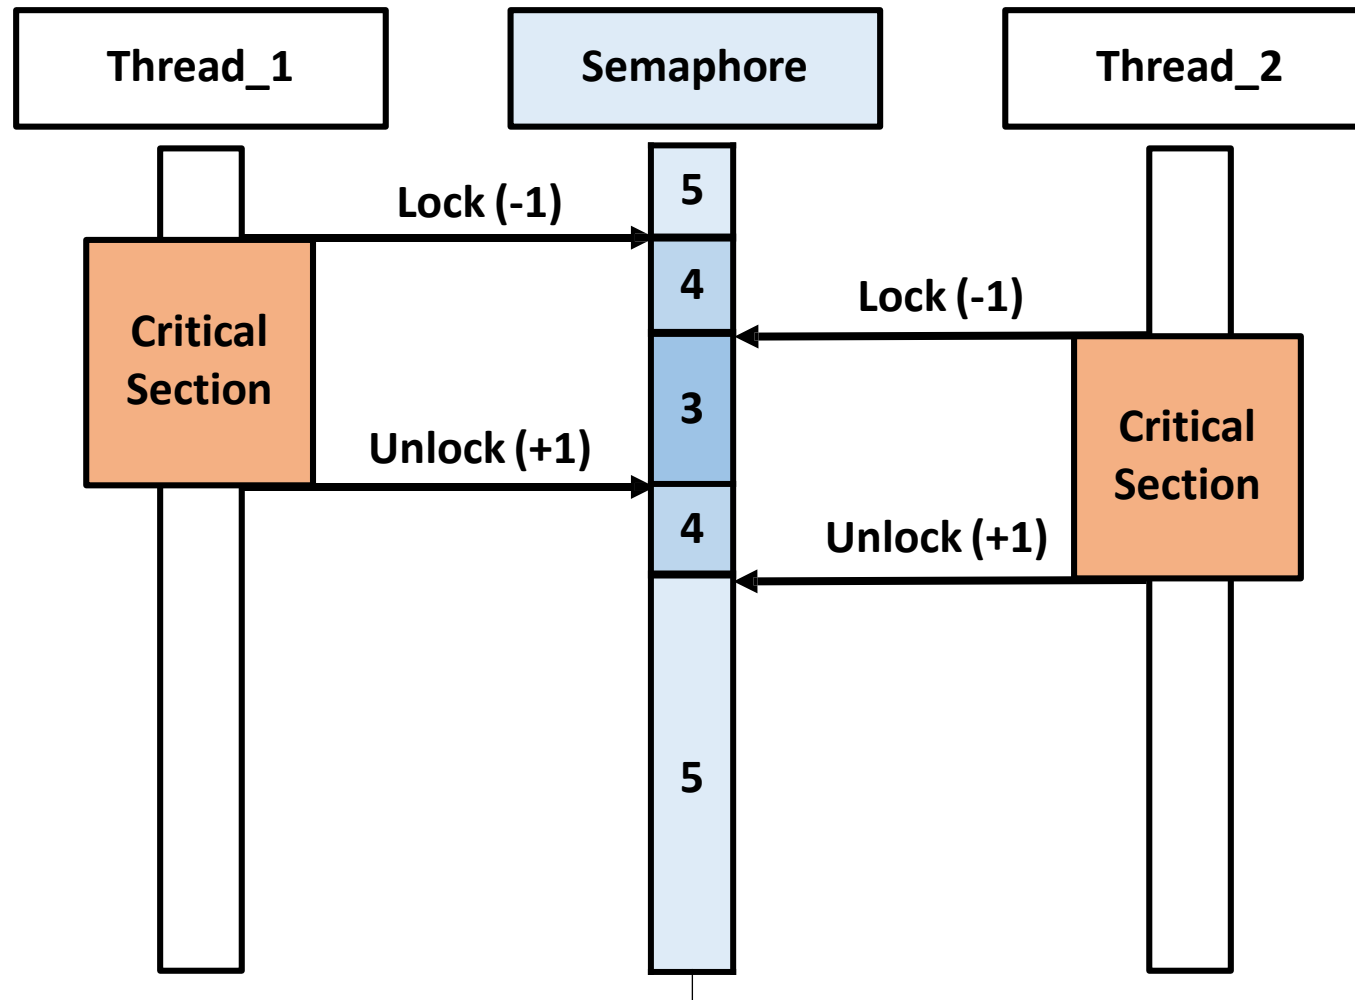 Thread_1
Semaphore
Thread_2
5
Lock (-1)
4
Lock (-1)
Critical
Section
3
Critical
Section
Unlock (+1)
4
Unlock (+1)
5